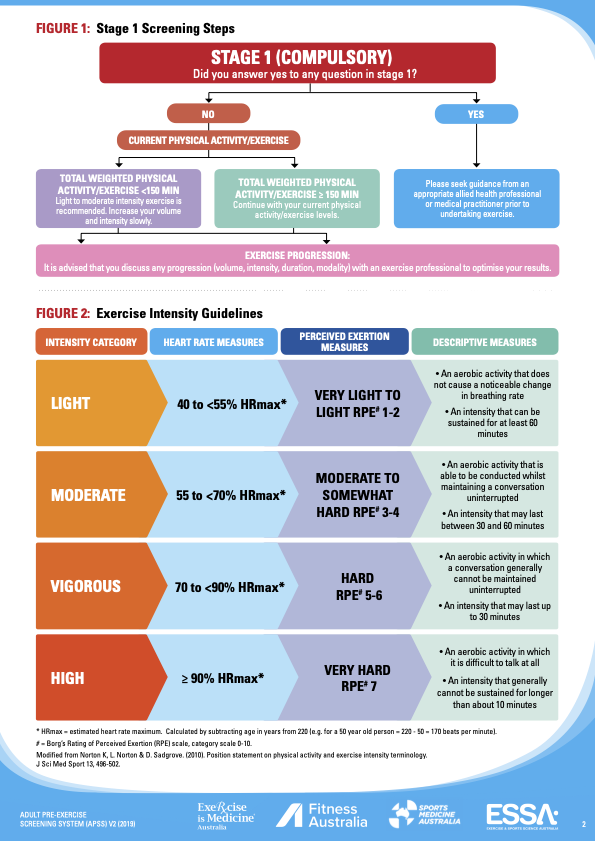 FIGURE 1: Stage 1 Screening Steps
STAGE 1 (COMPULSORY)
Did you answer yes to any question in stage 1?
NO
YES
CURRENT PHYSICAL ACTIVITY/EXERCISE
TOTAL WEIGHTED PHYSICAL
ACTIVITY/EXERCISE <150 MIN
Light to moderate intensity exercise is
recommended. Increase your volume
and intensity slowly.
TOTAL WEIGHTED PHYSICAL
ACTIVITY/EXERCISE ≥ 150 MIN
Continue with your current physical
activity/exercise levels.
Please seek guidance from an
appropriate allied health professional
or medical practitioner prior to
undertaking exercise.
EXERCISE PROGRESSION:
It is advised that you discuss any progression (volume, intensity, duration, modality) with an exercise professional to optimise your results.
FIGURE 2: Exercise Intensity Guidelines
INTENSITY CATEGORY
HEART RATE MEASURES
PERCEIVED EXERTION
MEASURES
DESCRIPTIVE MEASURES
LIGHT
40 to <55% HRmax*
VERY LIGHT TO
LIGHT RPE# 1-2
• An aerobic activity that does
not cause a noticeable change
in breathing rate
• An intensity that can be
sustained for at least 60
minutes
MODERATE
55 to <70% HRmax*
MODERATE TO
SOMEWHAT
HARD RPE# 3-4
• An aerobic activity that is
able to be conducted whilst
maintaining a conversation
uninterrupted
• An intensity that may last
between 30 and 60 minutes
VIGOROUS
70 to <90% HRmax*
HARD
RPE# 5-6
• An aerobic activity in which
a conversation generally
cannot be maintained
uninterrupted
• An intensity that may last up
to 30 minutes
HIGH
≥ 90% HRmax*
VERY HARD
RPE# 7
• An aerobic activity in which
it is difficult to talk at all
• An intensity that generally
cannot be sustained for longer
than about 10 minutes
* HRmax = estimated heart rate maximum. Calculated by subtracting age in years from 220 (e.g. for a 50 year old person = 220 - 50 = 170 beats per minute).
# = Borg's Rating of Perceived Exertion (RPE) scale, category scale 0-10.
Modified from Norton K, L. Norton & D. Sadgrove. (2010). Position statement on physical activity and exercise intensity terminology.
J Sci Med Sport 13, 496-502.
ADULT PRE-EXERCISE
SCREENING SYSTEM (APSS) V2 (2019)
ExeRcise
is Medicine
Australia
Fitness
Australia
SPORTS
MEDICINE
AUSTRALIA
ESSA
EXERCISE & SPORTS SCIENCE AUSTRALIA
2